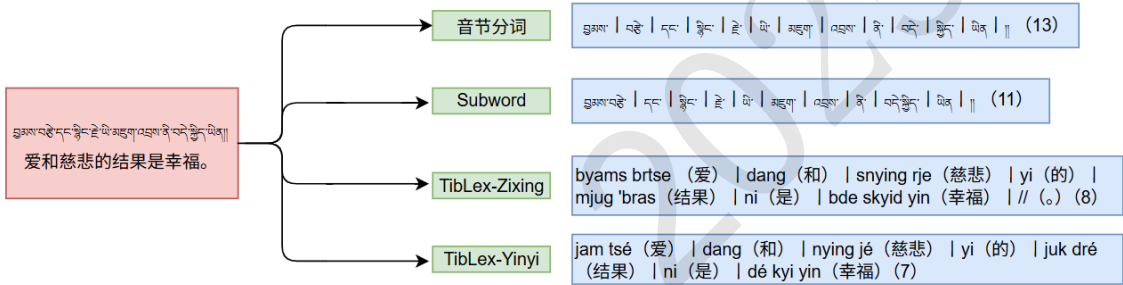 བྱམས་བརྩེ་དང་སྙིང་རྗེ་ཡི་མཇུག་འབྲས་ནི་བདེ་སྐྱིད་ཡིན།།
爱和慈悲的结果是幸福。
音节分词
བྱམས་ | བརྩེ་ | དང་ | སྙིང་ | རྗེ་ | ཡི་ | མཇུག་ | འབྲས་ | ནི་ | བདེ་ | སྐྱིད་ | ཡིན | །། （13）
Subword
བྱམས་བརྩེ་ | དང་ | སྙིང་ | རྗེ་ | ཡི་ | མཇུག་ | འབྲས་ | ནི་ | བདེ་སྐྱིད་ | ཡིན | །། （11）
TibLex-Zixing
byams brtse（爱）| dang（和）| snying rje（慈悲）| yi（的）|
mjug 'bras（结果）| ni（是）| bde skyid yin（幸福）| //（。）（8）
TibLex-Yinyi
jam tsé（爱）| dang（和）| nying jé（慈悲）| yi（的）| juk dré
（结果）| ni（是）| dé kyi yin（幸福）（7）
202